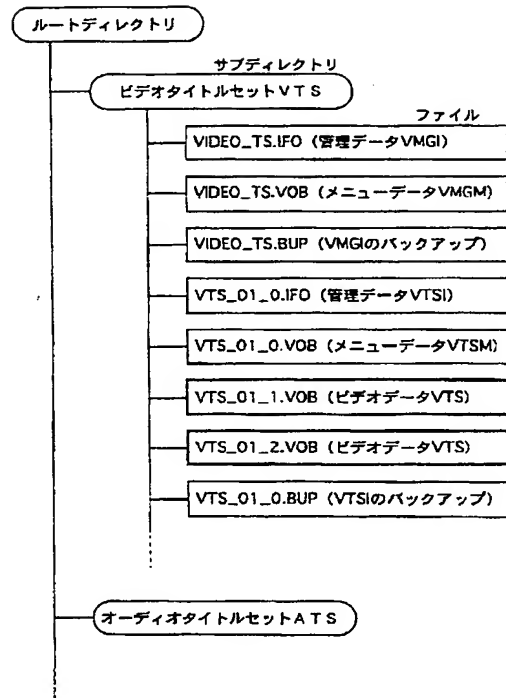 ルートディレクトリ
サブディレクトリ
ビデオタイトルセットVTS
ファイル
VIDEO_TS.IFO (管理データVMGI)
VIDEO_TS.VOB (メニューデータVMGM)
VIDEO_TS.BUP (VMGIのバックアップ)
VTS_01_0.IFO (管理データVTSI)
VTS_01_0.VOB (メニューデータVTSM)
VTS_01_1.VOB (ビデオデータVTS)
VTS_01_2.VOB (ビデオデータVTS)
VTS_01_0.BUP (VTSIのバックアップ)
オーディオタイトルセットATS